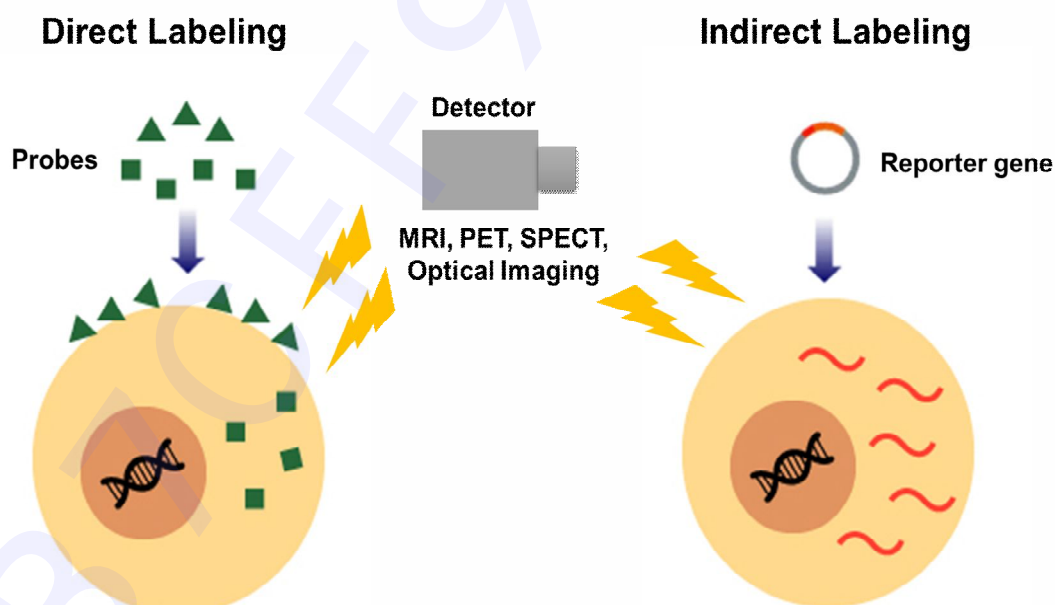 Direct Labeling
Indirect Labeling
Detector
Probes
Reporter gene
MRI, PET, SPECT,
Optical Imaging